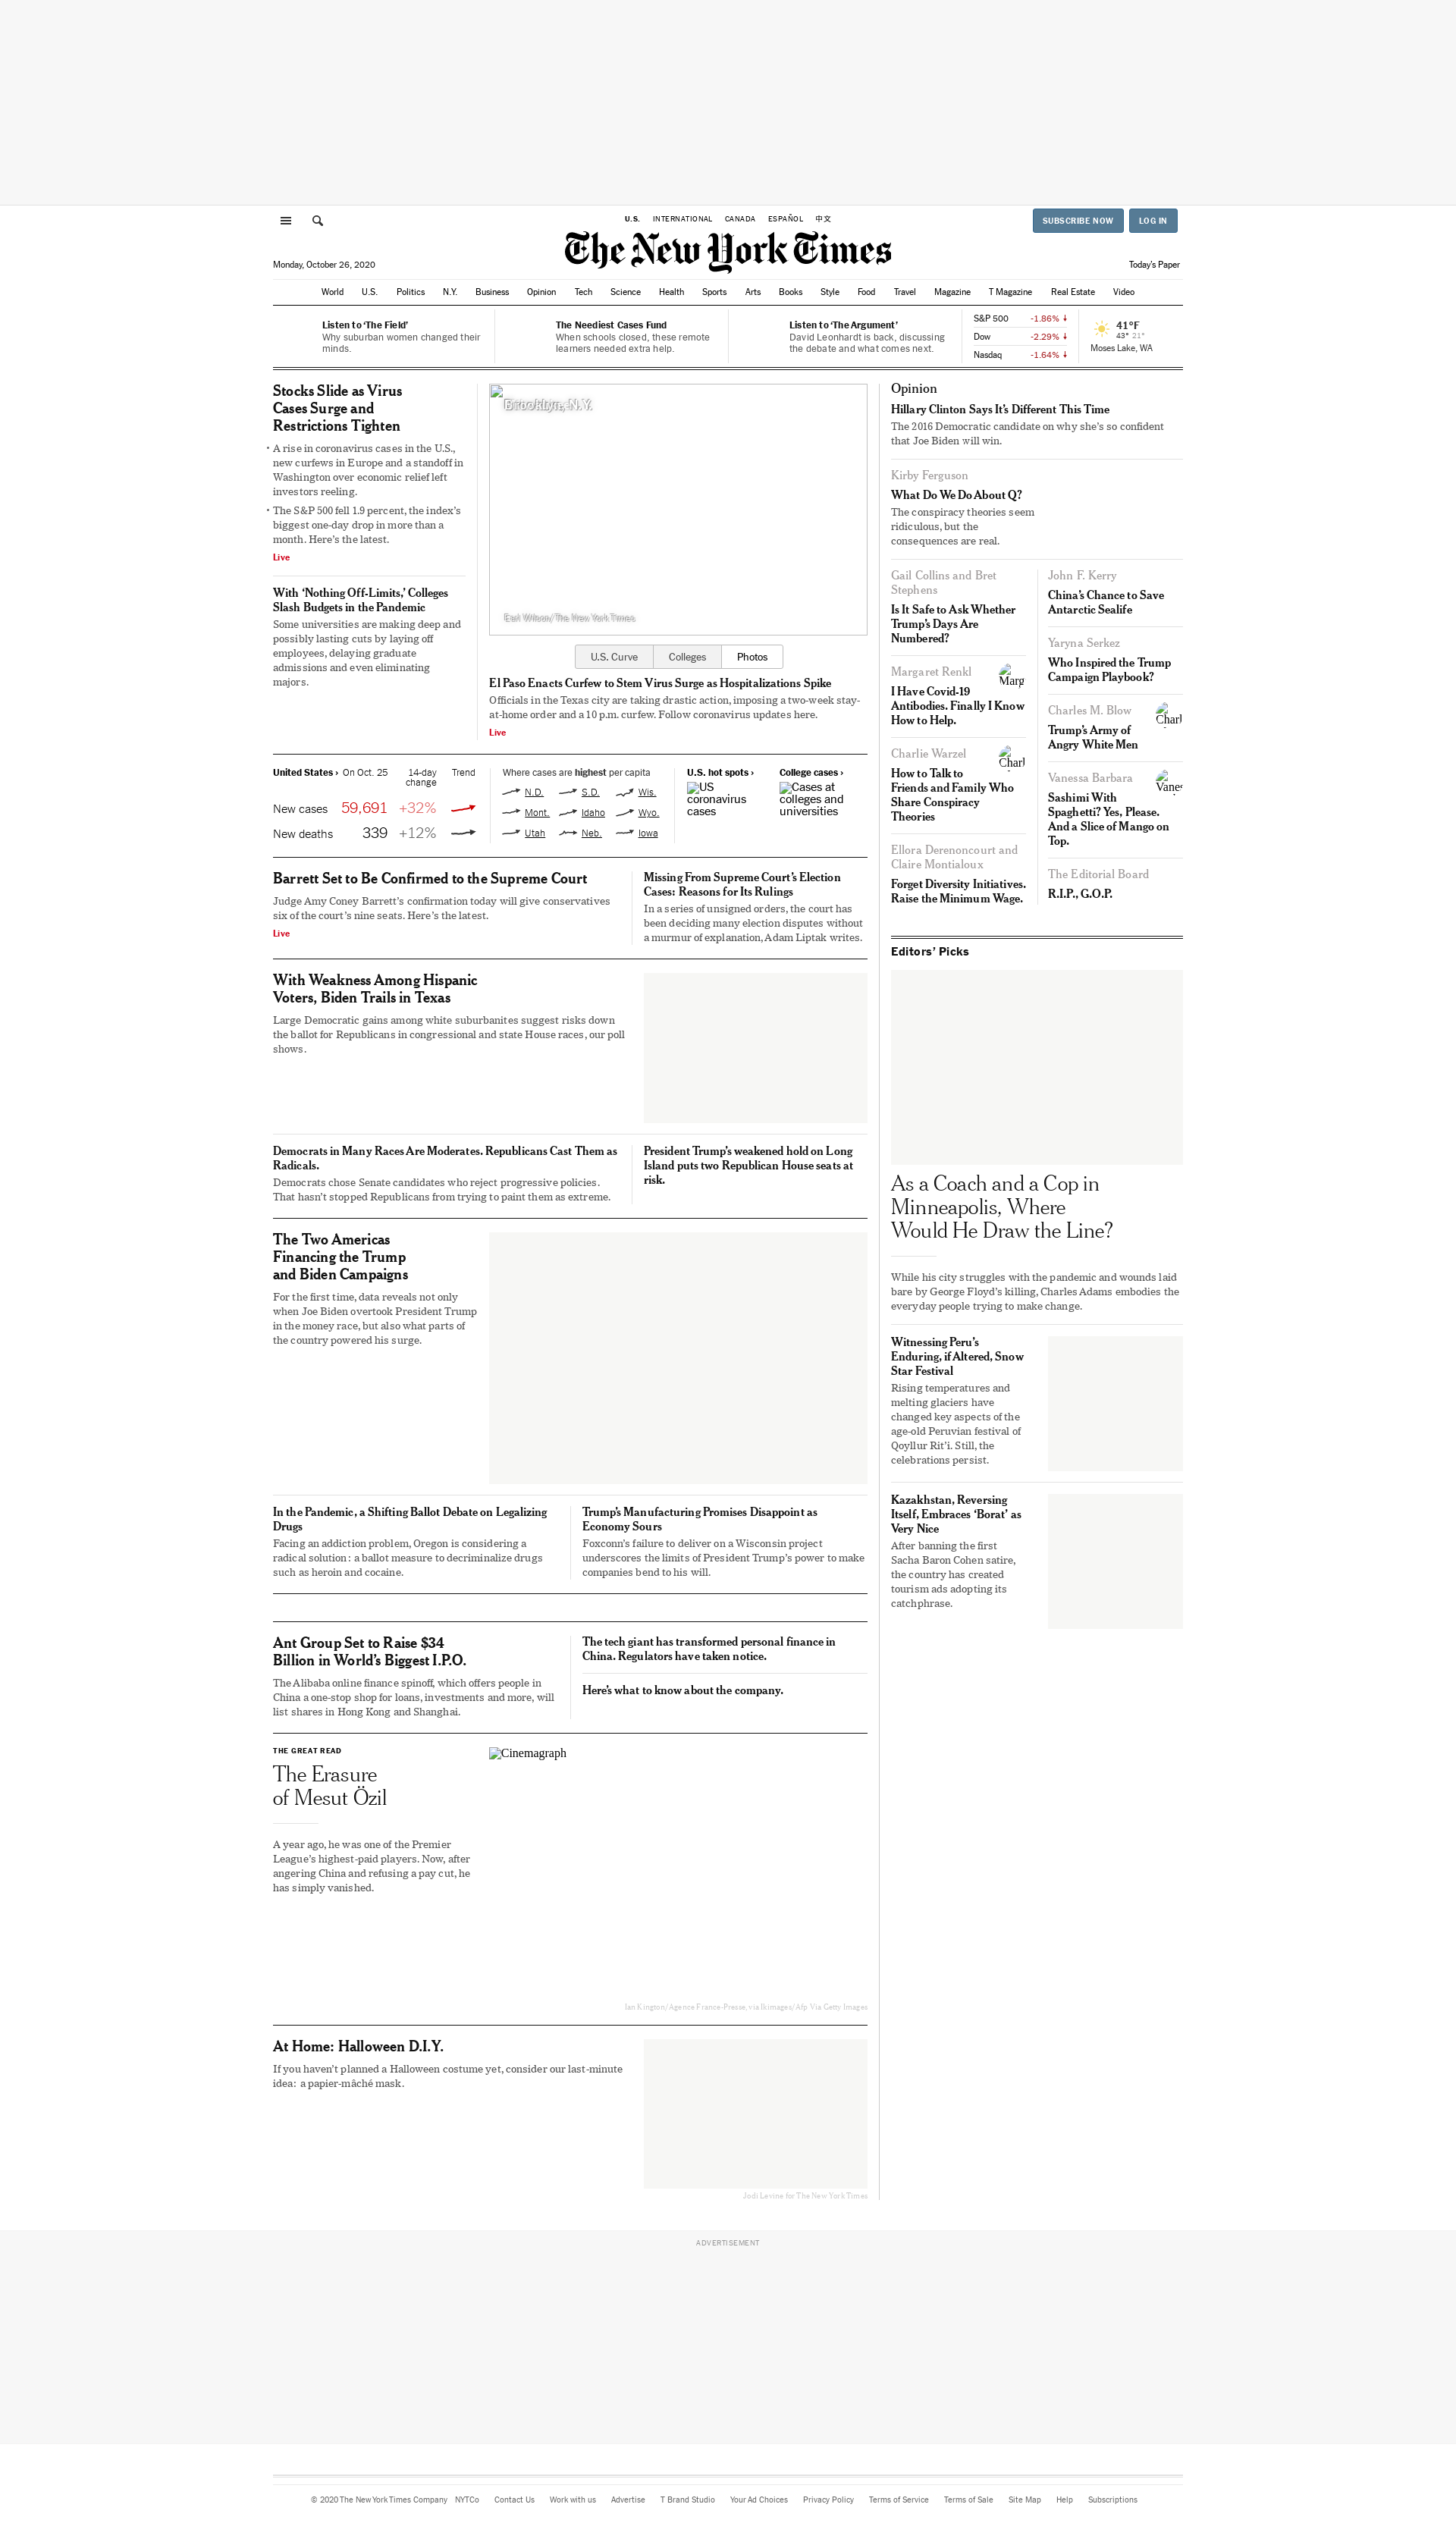 U.S. INTERNATIONAL CANADA ESPAÑOL 中文
SUBSCRIBE NOW LOG IN
The New York Times
Monday, October 26, 2020
Today's Paper
World U.S. Politics N.Y. Business Opinion Tech Science Health Sports Arts Books Style Food Travel Magazine T Magazine Real Estate Video
Listen to ‘The Field’
Why suburban women changed their
minds.
The Neediest Cases Fund
When schools closed, these remote
learners needed extra help.
Listen to ‘The Argument’
David Leonhardt is back, discussing
the debate and what comes next.
S&P 500 -1.86%
Dow -2.29%
Nasdaq -1.64%
41°F
43° 21°
Moses Lake, WA
Stocks Slide as Virus
Cases Surge and
Restrictions Tighten
• A rise in coronavirus cases in the U.S.,
new curfews in Europe and a standoff in
Washington over economic relief left
investors reeling.
• The S&P 500 fell 1.9 percent, the index’s
biggest one-day drop in more than a
month. Here’s the latest.
Live
With ‘Nothing Off-Limits,’ Colleges
Slash Budgets in the Pandemic
Some universities are making deep and
possibly lasting cuts by laying off
employees, delaying graduate
admissions and even eliminating
majors.
Brooklyn, N.Y.
Earl Wilson/The New York Times
U.S. Curve Colleges Photos
El Paso Enacts Curfew to Stem Virus Surge as Hospitalizations Spike
Officials in the Texas city are taking drastic action, imposing a two-week stay-
at-home order and a 10 p.m. curfew. Follow coronavirus updates here.
Live
United States › On Oct. 25 14-day
change Trend
New cases 59,691 +32%
New deaths 339 +12%
Where cases are highest per capita
N.D. S.D. Wis.
Mont. Idaho Wyo.
Utah Neb. Iowa
U.S. hot spots ›
US
coronavirus
cases
College cases ›
Cases at
colleges and
universities
Barrett Set to Be Confirmed to the Supreme Court
Judge Amy Coney Barrett’s confirmation today will give conservatives
six of the court’s nine seats. Here’s the latest.
Live
Missing From Supreme Court’s Election
Cases: Reasons for Its Rulings
In a series of unsigned orders, the court has
been deciding many election disputes without
a murmur of explanation, Adam Liptak writes.
With Weakness Among Hispanic
Voters, Biden Trails in Texas
Large Democratic gains among white suburbanites suggest risks down
the ballot for Republicans in congressional and state House races, our poll
shows.
Democrats in Many Races Are Moderates. Republicans Cast Them as
Radicals.
Democrats chose Senate candidates who reject progressive policies.
That hasn’t stopped Republicans from trying to paint them as extreme.
President Trump’s weakened hold on Long
Island puts two Republican House seats at
risk.
The Two Americas
Financing the Trump
and Biden Campaigns
For the first time, data reveals not only
when Joe Biden overtook President Trump
in the money race, but also what parts of
the country powered his surge.
In the Pandemic, a Shifting Ballot Debate on Legalizing
Drugs
Facing an addiction problem, Oregon is considering a
radical solution: a ballot measure to decriminalize drugs
such as heroin and cocaine.
Trump’s Manufacturing Promises Disappoint as
Economy Sours
Foxconn’s failure to deliver on a Wisconsin project
underscores the limits of President Trump’s power to make
companies bend to his will.
Ant Group Set to Raise $34
Billion in World’s Biggest I.P.O.
The Alibaba online finance spinoff, which offers people in
China a one-stop shop for loans, investments and more, will
list shares in Hong Kong and Shanghai.
The tech giant has transformed personal finance in
China. Regulators have taken notice.
Here’s what to know about the company.
THE GREAT READ
The Erasure
of Mesut Özil
A year ago, he was one of the Premier
League’s highest-paid players. Now, after
angering China and refusing a pay cut, he
has simply vanished.
Cinemagraph
Ian Kington/Agence France-Presse, via Ikimages/Afp Via Getty Images
At Home: Halloween D.I.Y.
If you haven’t planned a Halloween costume yet, consider our last-minute
idea: a papier-mâché mask.
Jodi Levine for The New York Times
Opinion
Hillary Clinton Says It’s Different This Time
The 2016 Democratic candidate on why she’s so confident
that Joe Biden will win.
Kirby Ferguson
What Do We Do About Q?
The conspiracy theories seem
ridiculous, but the
consequences are real.
Gail Collins and Bret
Stephens
Is It Safe to Ask Whether
Trump’s Days Are
Numbered?
Margaret Renkl
Marg
I Have Covid-19
Antibodies. Finally I Know
How to Help.
Charlie Warzel
Charl
How to Talk to
Friends and Family Who
Share Conspiracy
Theories
Ellora Derenoncourt and
Claire Montialoux
Forget Diversity Initiatives.
Raise the Minimum Wage.
John F. Kerry
China’s Chance to Save
Antarctic Sealife
Yaryna Serkez
Who Inspired the Trump
Campaign Playbook?
Charles M. Blow
Charl
Trump’s Army of
Angry White Men
Vanessa Barbara
Vanes
Sashimi With
Spaghetti? Yes, Please.
And a Slice of Mango on
Top.
The Editorial Board
R.I.P., G.O.P.
Editors’ Picks
As a Coach and a Cop in
Minneapolis, Where
Would He Draw the Line?
While his city struggles with the pandemic and wounds laid
bare by George Floyd’s killing, Charles Adams embodies the
everyday people trying to make change.
Witnessing Peru’s
Enduring, if Altered, Snow
Star Festival
Rising temperatures and
melting glaciers have
changed key aspects of the
age-old Peruvian festival of
Qoyllur Rit’i. Still, the
celebrations persist.
Kazakhstan, Reversing
Itself, Embraces ‘Borat’ as
Very Nice
After banning the first
Sacha Baron Cohen satire,
the country has created
tourism ads adopting its
catchphrase.
ADVERTISEMENT
© 2020 The New York Times Company NYTCo Contact Us Work with us Advertise T Brand Studio Your Ad Choices Privacy Policy Terms of Service Terms of Sale Site Map Help Subscriptions